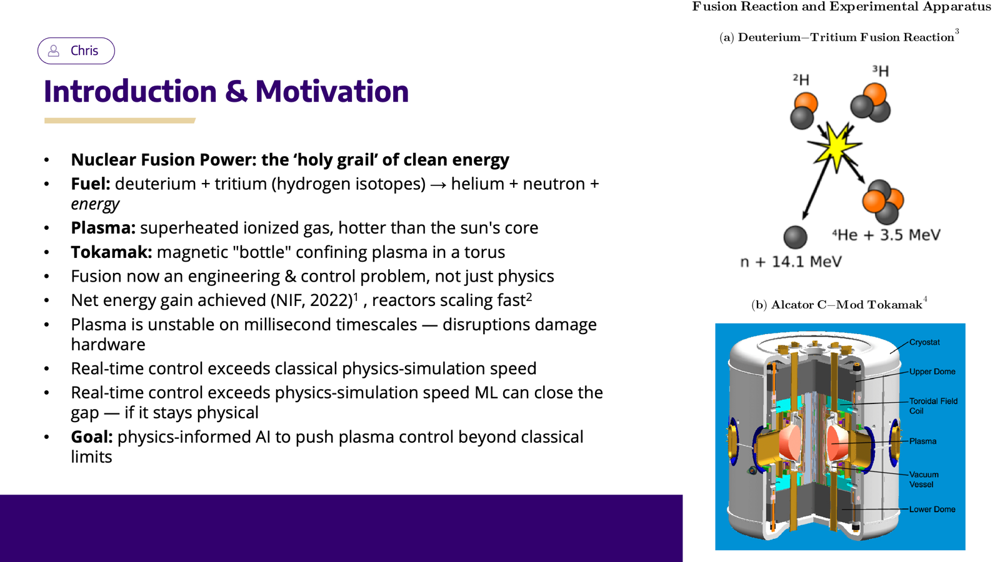 Chris
Introduction & Motivation
• Nuclear Fusion Power: the ‘holy grail’ of clean energy
• Fuel: deuterium + tritium (hydrogen isotopes) → helium + neutron +
energy
• Plasma: superheated ionized gas, hotter than the sun's core
• Tokamak: magnetic "bottle" confining plasma in a torus
• Fusion now an engineering & control problem, not just physics
• Net energy gain achieved (NIF, 2022)¹ , reactors scaling fast²
• Plasma is unstable on millisecond timescales — disruptions damage
hardware
• Real-time control exceeds classical physics-simulation speed
• Real-time control exceeds physics-simulation speed ML can close the
gap — if it stays physical
• Goal: physics-informed AI to push plasma control beyond classical
limits
Fusion Reaction and Experimental Apparatus
(a) Deuterium−Tritium Fusion Reaction³
²H
³H
⁴He + 3.5 MeV
n + 14.1 MeV
(b) Alcator C−Mod Tokamak⁴
Cryostat
Upper Dome
Toroidal Field
Coil
Plasma
Vacuum
Vessel
Lower Dome